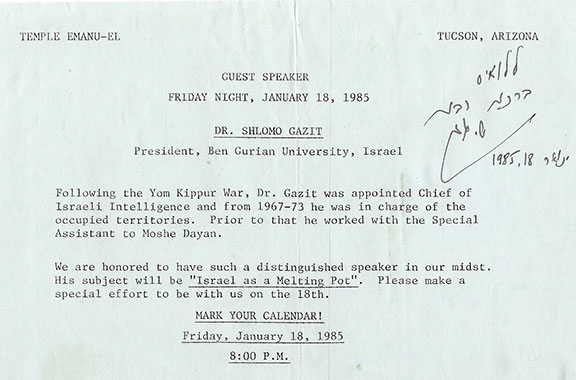 TEMPLE EMANU-EL
TUCSON, ARIZONA
GUEST SPEAKER
FRIDAY NIGHT, JANUARY 18, 1985
DR. SHLOMO GAZIT
President, Ben Gurian University, Israel
ללואיס
רבה
ינואר 18, 1985
Following the Yom Kippur War, Dr. Gazit was appointed Chief of
Israeli Intelligence and from 1967-73 he was in charge of the
occupied territories. Prior to that he worked with the Special
Assistant to Moshe Dayan.
We are honored to have such a distinguished speaker in our midst.
His subject will be "Israel as a Melting Pot". Please make a
special effort to be with us on the 18th.
MARK YOUR CALENDAR!
Friday, January 18, 1985
8:00 P.M.